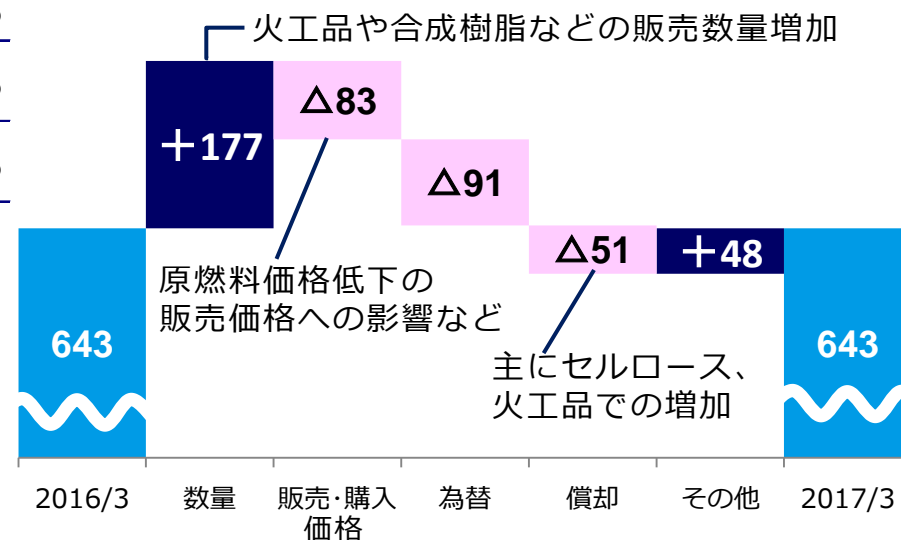 火工品や合成樹脂などの販売数量増加
+177
△83
△91
△51
+48
原燃料価格低下の
販売価格への影響など
主にセルロース、
火工品での増加
643
643
2016/3
数量
販売・購入
価格
為替
償却
その他
2017/3